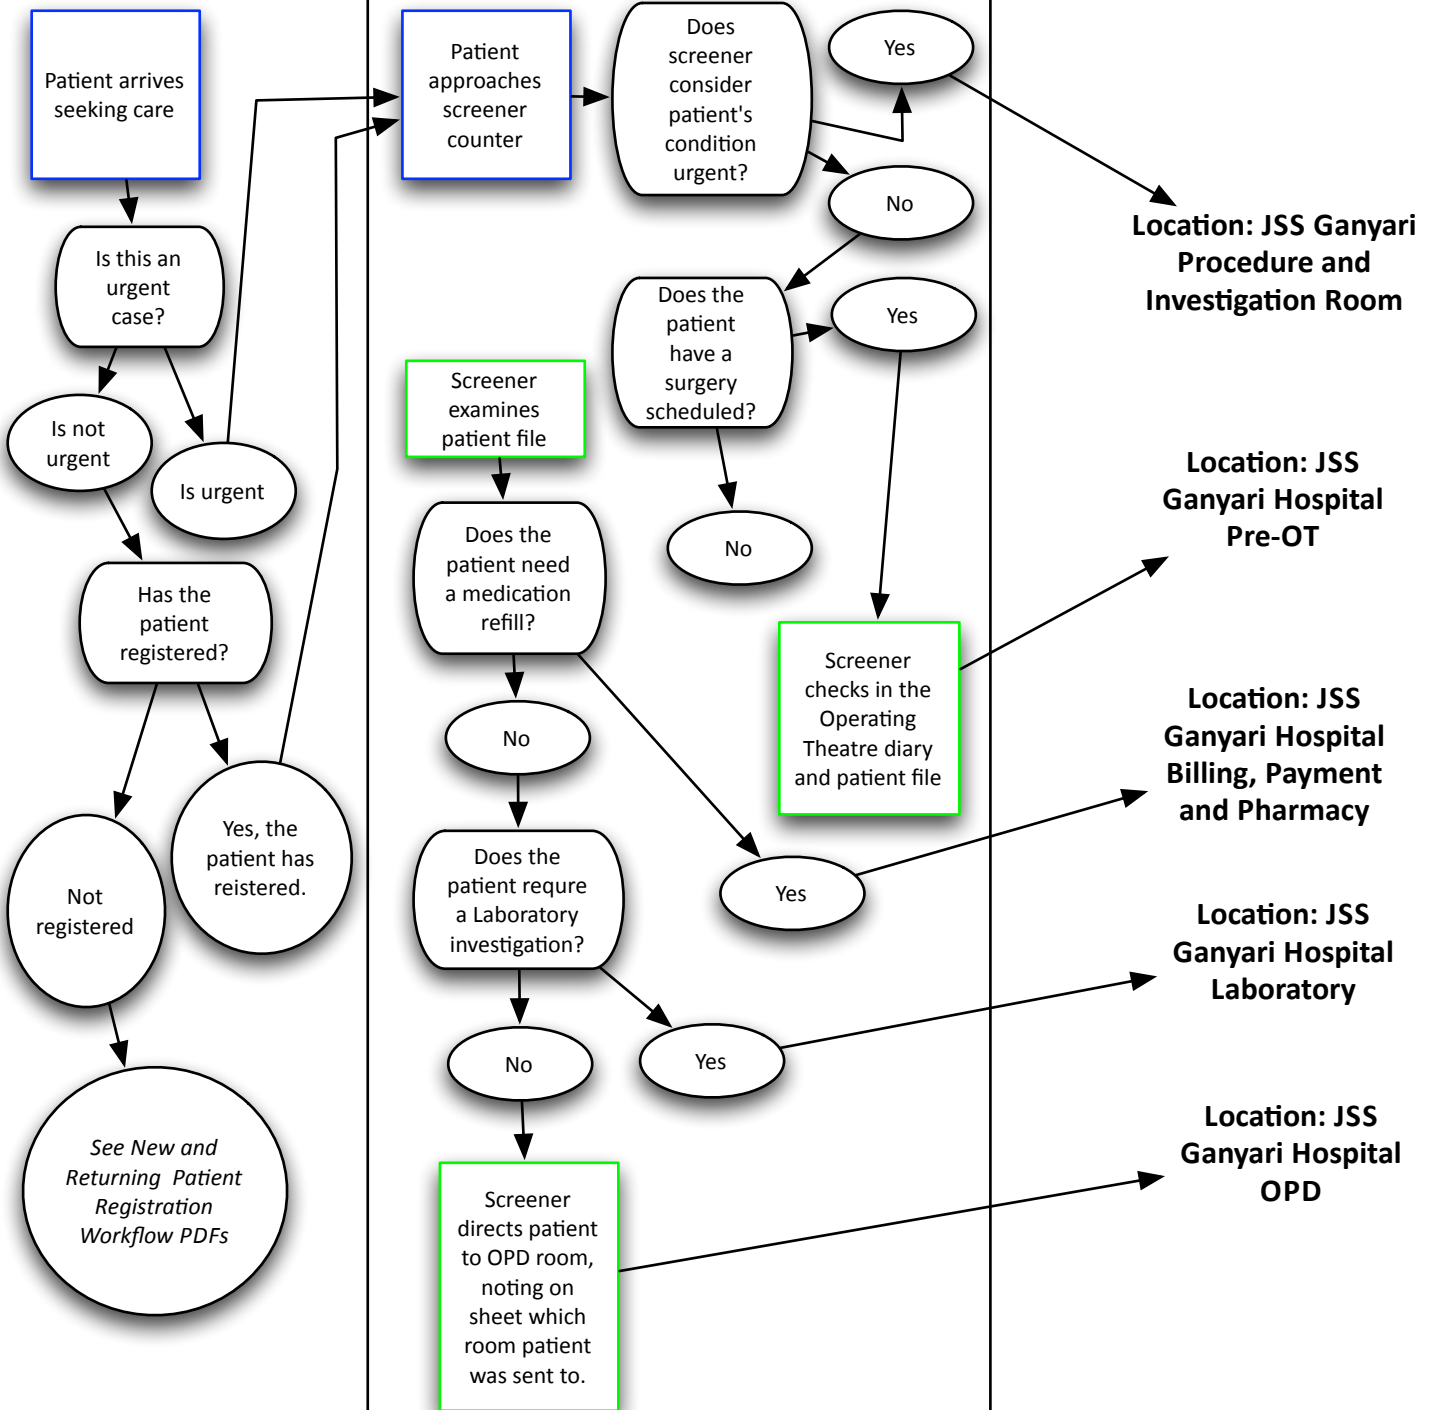 Patient arrives
seeking care
Is this an
urgent
case?
Is not
urgent
Is urgent
Has the
patient
registered?
Yes, the
patient has
reistered.
Not
registered
See New and
Returning Patient
Registration
Workflow PDFs
Patient
approaches
screener
counter
Does
screener
consider
patient's
condition
urgent?
Yes
No
Does the
patient
have a
surgery
scheduled?
Yes
No
Screener
checks in the
Operating
Theatre diary
and patient file
Screener
examines
patient file
Does the
patient need
a medication
refill?
No
Yes
Does the
patient requre
a Laboratory
investigation?
No
Yes
Screener
directs patient
to OPD room,
noting on
sheet which
room patient
was sent to.
Location: JSS Ganyari
Procedure and
Investigation Room
Location: JSS
Ganyari Hospital
Pre-OT
Location: JSS
Ganyari Hospital
Billing, Payment
and Pharmacy
Location: JSS
Ganyari Hospital
Laboratory
Location: JSS
Ganyari Hospital
OPD